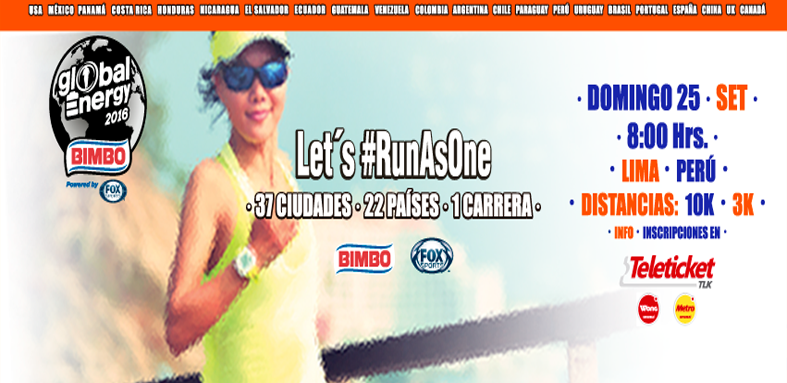 USA MÉXICO PANAMÁ COSTA RICA HONDURAS NICARAGUA EL SALVADOR ECUADOR GUATEMALA VENEZUELA COLOMBIA ARGENTINA CHILE PARAGUAY PERÚ URUGUAY BRASIL PORTUGAL ESPAÑA CHINA UK CANADÁ
global
Energy
2016
BIMBO
Powered by FOX SPORTS
Let´s #RunAsOne
· 37 CIUDADES · 22 PAÍSES · 1 CARRERA ·
BIMBO FOX SPORTS
· DOMINGO 25 · SET ·
· 8:00 Hrs. ·
· LIMA · PERÚ ·
· DISTANCIAS: 10K · 3K ·
· INFO · INSCRIPCIONES EN ·
Teleticket
TLK
Wong Metro